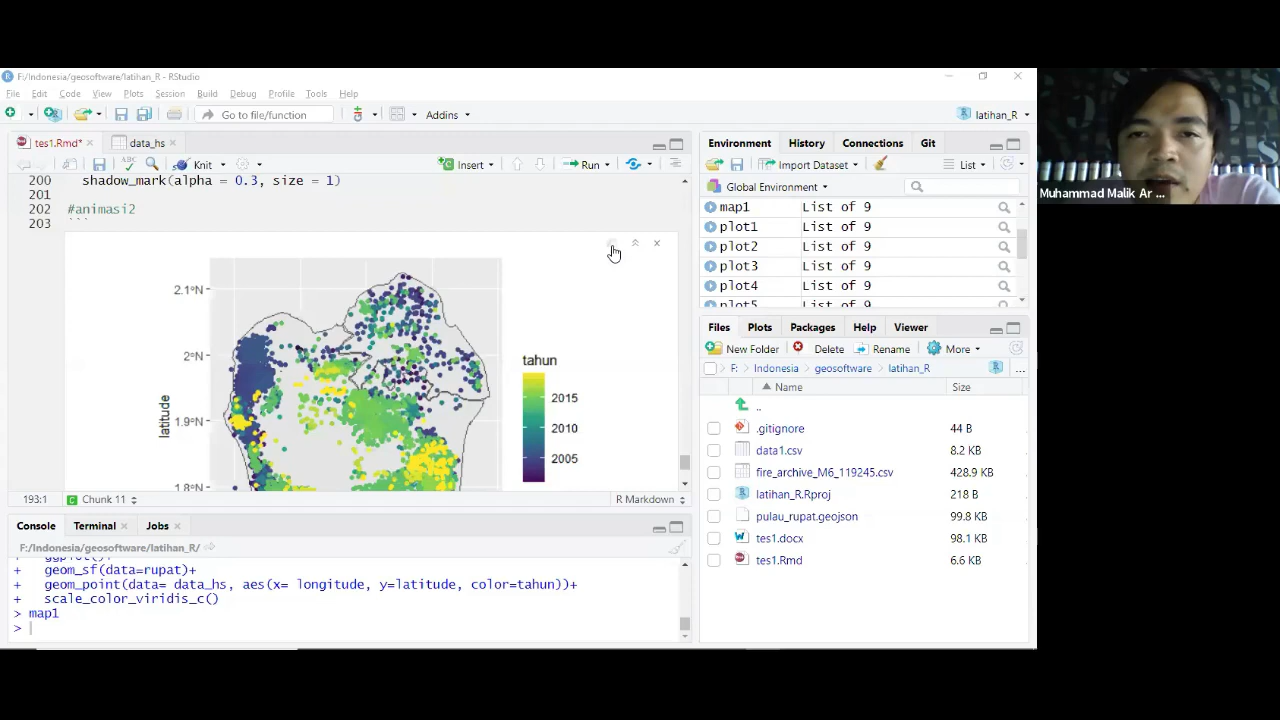 F:/Indonesia/geosoftware/latihan_R - RStudio
File Edit Code View Plots Session Build Debug Profile Tools Help
Go to file/function
Addins
latihan_R
tes1.Rmd*
data_hs
Knit
Insert
Run
200 shadow_mark(alpha = 0.3, size = 1)
201
202 #animasi2
203 ```
2.1°N
2°N
1.9°N
1.8°N
latitude
tahun
2015
2010
2005
193:1
Chunk 11
R Markdown
Console Terminal Jobs
F:/Indonesia/geosoftware/latihan_R/
+ ggplot()+
+ geom_sf(data=rupat)+
+ geom_point(data= data_hs, aes(x= longitude, y=latitude, color=tahun))+
+ scale_color_viridis_c()
> map1
>
Environment History Connections Git
Import Dataset
List
Global Environment
map1 List of 9
plot1 List of 9
plot2 List of 9
plot3 List of 9
plot4 List of 9
plot5 List of 9
Files Plots Packages Help Viewer
New Folder Delete Rename More
F: Indonesia geosoftware latihan_R
Name Size
..
.gitignore 44 B
data1.csv 8.2 KB
fire_archive_M6_119245.csv 428.9 KB
latihan_R.Rproj 218 B
pulau_rupat.geojson 99.8 KB
tes1.docx 98.1 KB
tes1.Rmd 6.6 KB
Muhammad Malik Ar ...